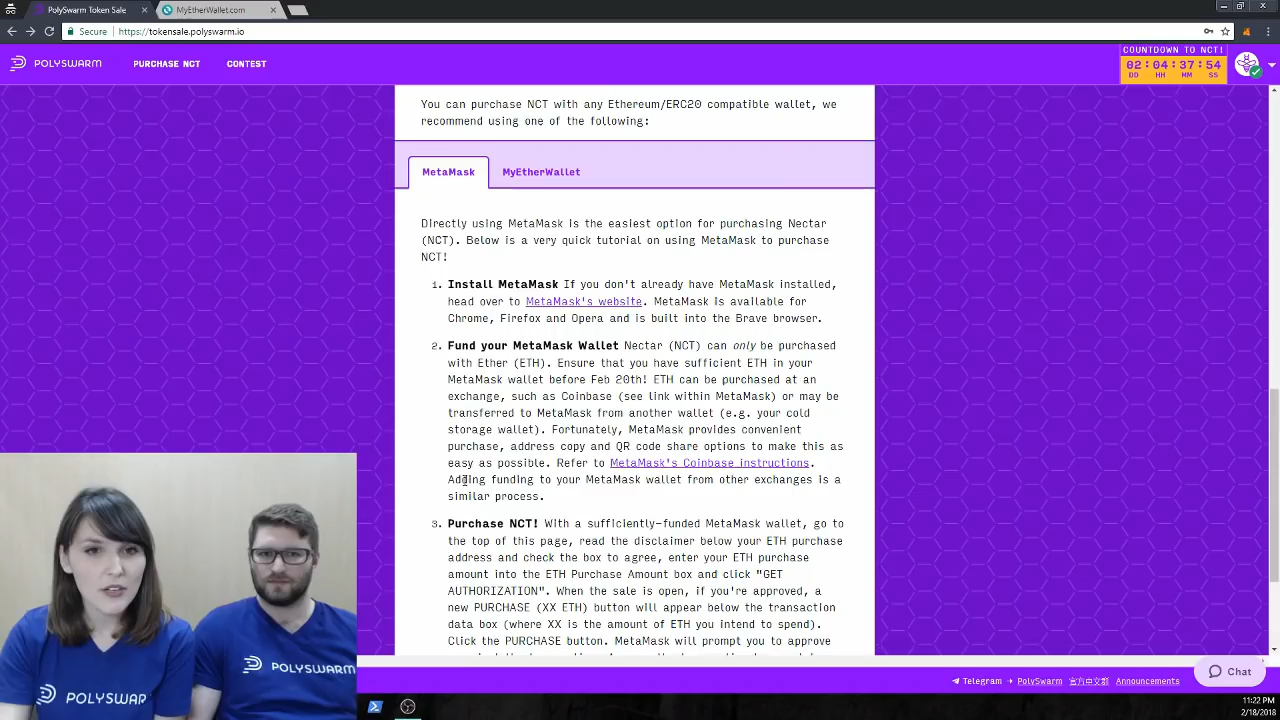 PolySwarm Token Sale
MyEtherWallet.com
Secure
https://tokensale.polyswarm.io
POLYSWARM
PURCHASE NCT
CONTEST
COUNTDOWN TO NCT!
02:04:37:54
DD HH MM SS
You can purchase NCT with any Ethereum/ERC20 compatible wallet, we
recommend using one of the following:
MetaMask
MyEtherWallet
Directly using MetaMask is the easiest option for purchasing Nectar
(NCT). Below is a very quick tutorial on using MetaMask to purchase
NCT!
1. Install MetaMask If you don't already have MetaMask installed,
head over to MetaMask's website. MetaMask is available for
Chrome, Firefox and Opera and is built into the Brave browser.
2. Fund your MetaMask Wallet Nectar (NCT) can only be purchased
with Ether (ETH). Ensure that you have sufficient ETH in your
MetaMask wallet before Feb 20th! ETH can be purchased at an
exchange, such as Coinbase (see link within MetaMask) or may be
transferred to MetaMask from another wallet (e.g. your cold
storage wallet). Fortunately, MetaMask provides convenient
purchase, address copy and QR code share options to make this as
easy as possible. Refer to MetaMask's Coinbase instructions.
Adding funding to your MetaMask wallet from other exchanges is a
similar process.
3. Purchase NCT! With a sufficiently-funded MetaMask wallet, go to
the top of this page, read the disclaimer below your ETH purchase
address and check the box to agree, enter your ETH purchase
amount into the ETH Purchase Amount box and click "GET
AUTHORIZATION". When the sale is open, if you're approved, a
new PURCHASE (XX ETH) button will appear below the transaction
data box (where XX is the amount of ETH you intend to spend).
Click the PURCHASE button. MetaMask will prompt you to approve
POLYSWARM
POLYSWARM
Chat
Telegram → PolySwarm 官方中文群 Announcements
11:22 PM
2/18/2018